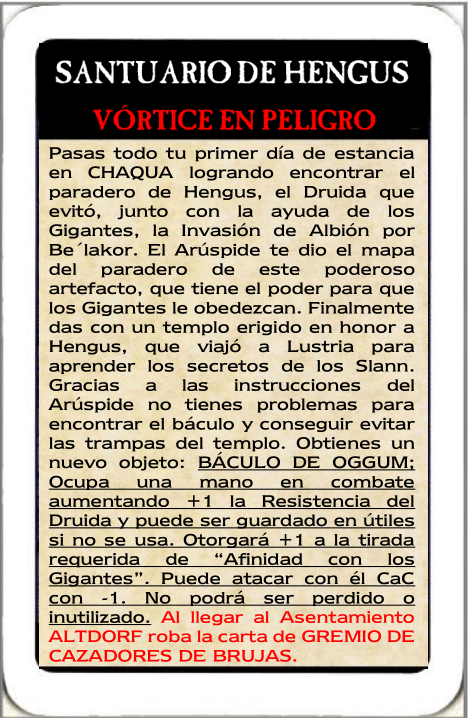 SANTUARIO DE HENGUS
VÓRTICE EN PELIGRO
Pasas todo tu primer día de estancia
en CHAQUA logrando encontrar el
paradero de Hengus, el Druida que
evitó, junto con la ayuda de los
Gigantes, la Invasión de Albión por
Be´lakor. El Arúspide te dio el mapa
del paradero de este poderoso
artefacto, que tiene el poder para que
los Gigantes le obedezcan. Finalmente
das con un templo erigido en honor a
Hengus, que viajó a Lustria para
aprender los secretos de los Slann.
Gracias a las instrucciones del
Arúspide no tienes problemas para
encontrar el báculo y conseguir evitar
las trampas del templo. Obtienes un
nuevo objeto: BÁCULO DE OGGUM;
Ocupa una mano en combate
aumentando +1 la Resistencia del
Druida y puede ser guardado en útiles
si no se usa. Otorgará +1 a la tirada
requerida de “Afinidad con los
Gigantes”. Puede atacar con él CaC
con -1. No podrá ser perdido o
inutilizado. Al llegar al Asentamiento
ALTDORF roba la carta de GREMIO DE
CAZADORES DE BRUJAS.